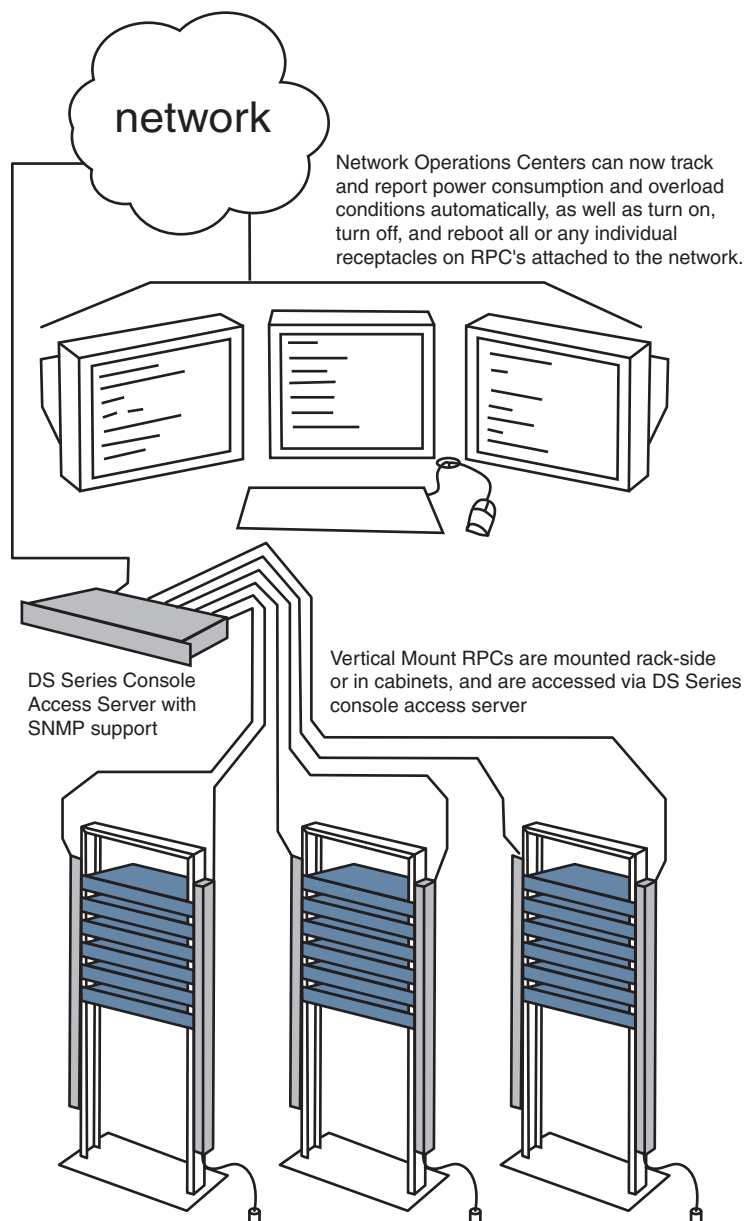 network
Network Operations Centers can now track
and report power consumption and overload
conditions automatically, as well as turn on,
turn off, and reboot all or any individual
receptacles on RPC's attached to the network.
DS Series Console
Access Server with
SNMP support
Vertical Mount RPCs are mounted rack-side
or in cabinets, and are accessed via DS Series
console access server